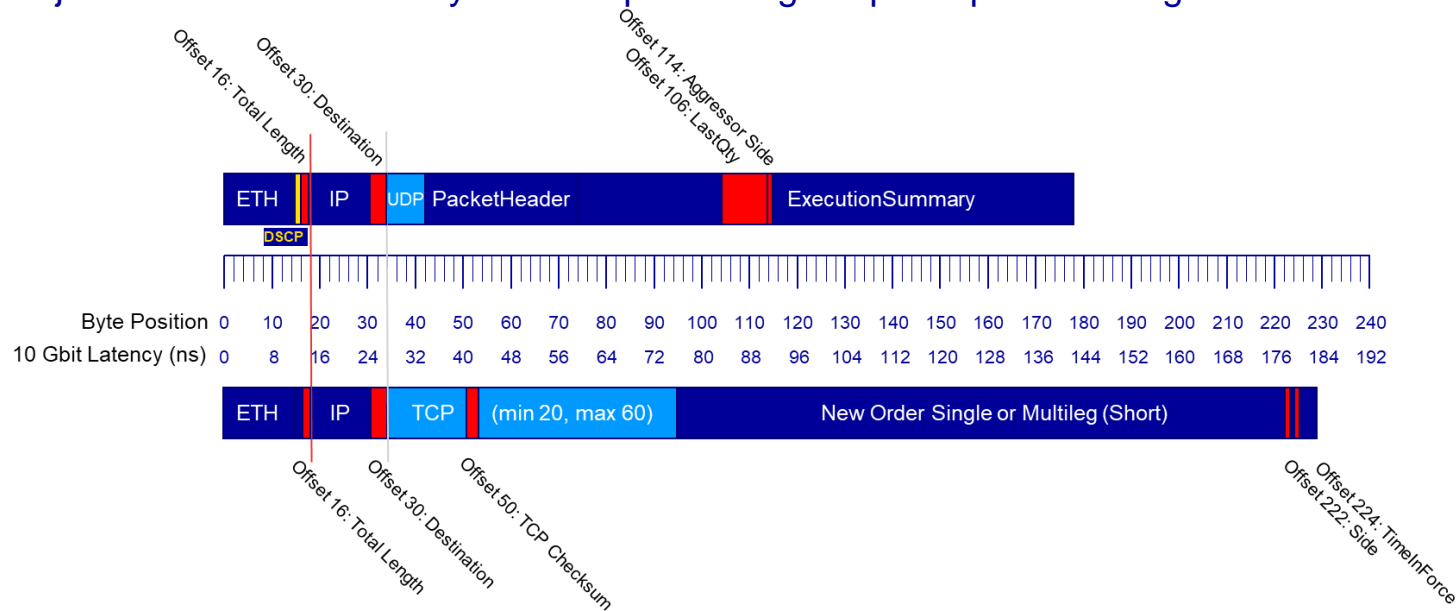 Offset 16: Total Length
Offset 30: Destination
Offset 106: LastQty
Offset 114: Aggressor Side
ETH IP UDP PacketHeader ExecutionSummary
DSCP
Byte Position 0 10 20 30 40 50 60 70 80 90 100 110 120 130 140 150 160 170 180 190 200 210 220 230 240
10 Gbit Latency (ns) 0 8 16 24 32 40 48 56 64 72 80 88 96 104 112 120 128 136 144 152 160 168 176 184 192
ETH IP TCP (min 20, max 60) New Order Single or Multileg (Short)
Offset 16: Total Length
Offset 30: Destination
Offset 50: TCP Checksum
Offset 222: Side
Offset 224: TimeInForce